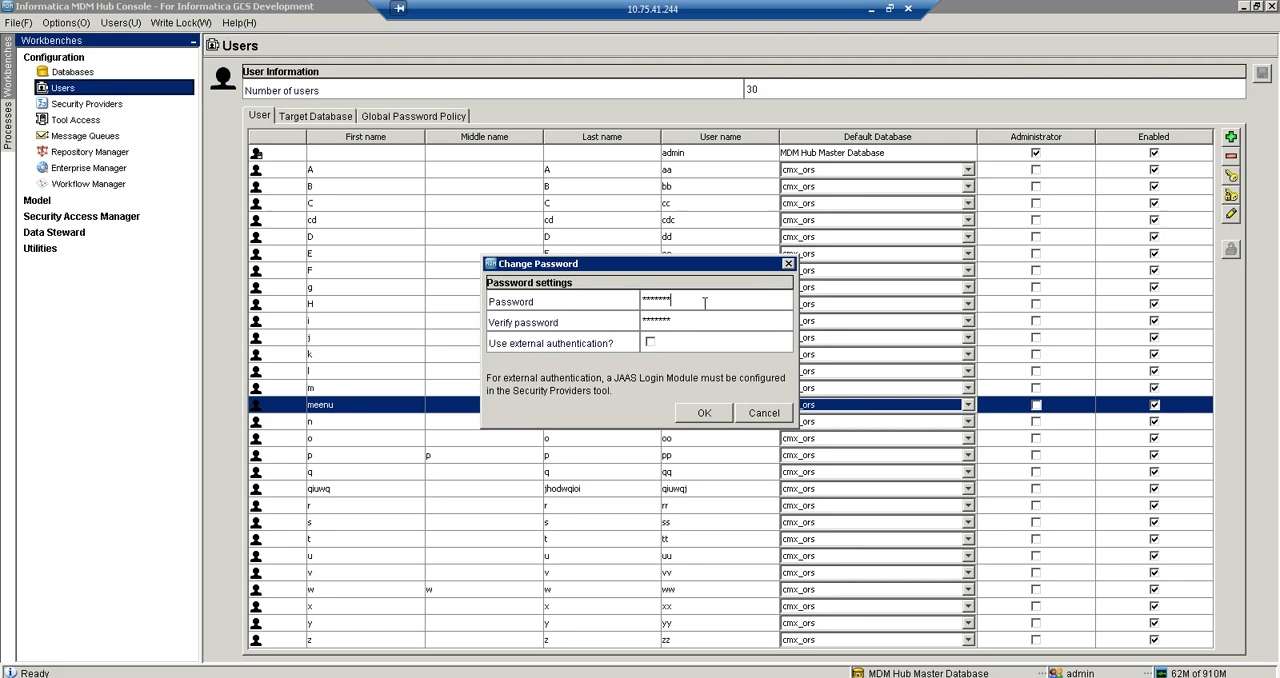 Informatica MDM Hub Console - For Informatica GCS Development
10.75.41.244
File(F) Options(O) Users(U) Write Lock(W) Help(H)
Workbenches
Processes
Workbenches
Configuration
Databases
Users
Security Providers
Tool Access
Message Queues
Repository Manager
Enterprise Manager
Workflow Manager
Model
Security Access Manager
Data Steward
Utilities
Users
User Information
Number of users 30
User Target Database Global Password Policy
First name Middle name Last name User name Default Database Administrator Enabled
admin MDM Hub Master Database
A A aa cmx_ors
B B bb cmx_ors
C C cc cmx_ors
cd cd cdc cmx_ors
D D dd cmx_ors
E
F
g
H
i
j
k
l
m
meenu
n
Change Password
Password settings
Password *******
Verify password *******
Use external authentication?
For external authentication, a JAAS Login Module must be configured
in the Security Providers tool.
OK Cancel
o o oo cmx_ors
p p p pp cmx_ors
q q qq cmx_ors
qiuwq jhodwqioi qiuwqj cmx_ors
r r rr cmx_ors
s s ss cmx_ors
t t tt cmx_ors
u u uu cmx_ors
v v vv cmx_ors
w w w ww cmx_ors
x x xx cmx_ors
y y yy cmx_ors
z z zz cmx_ors
Ready MDM Hub Master Database admin 62M of 910M